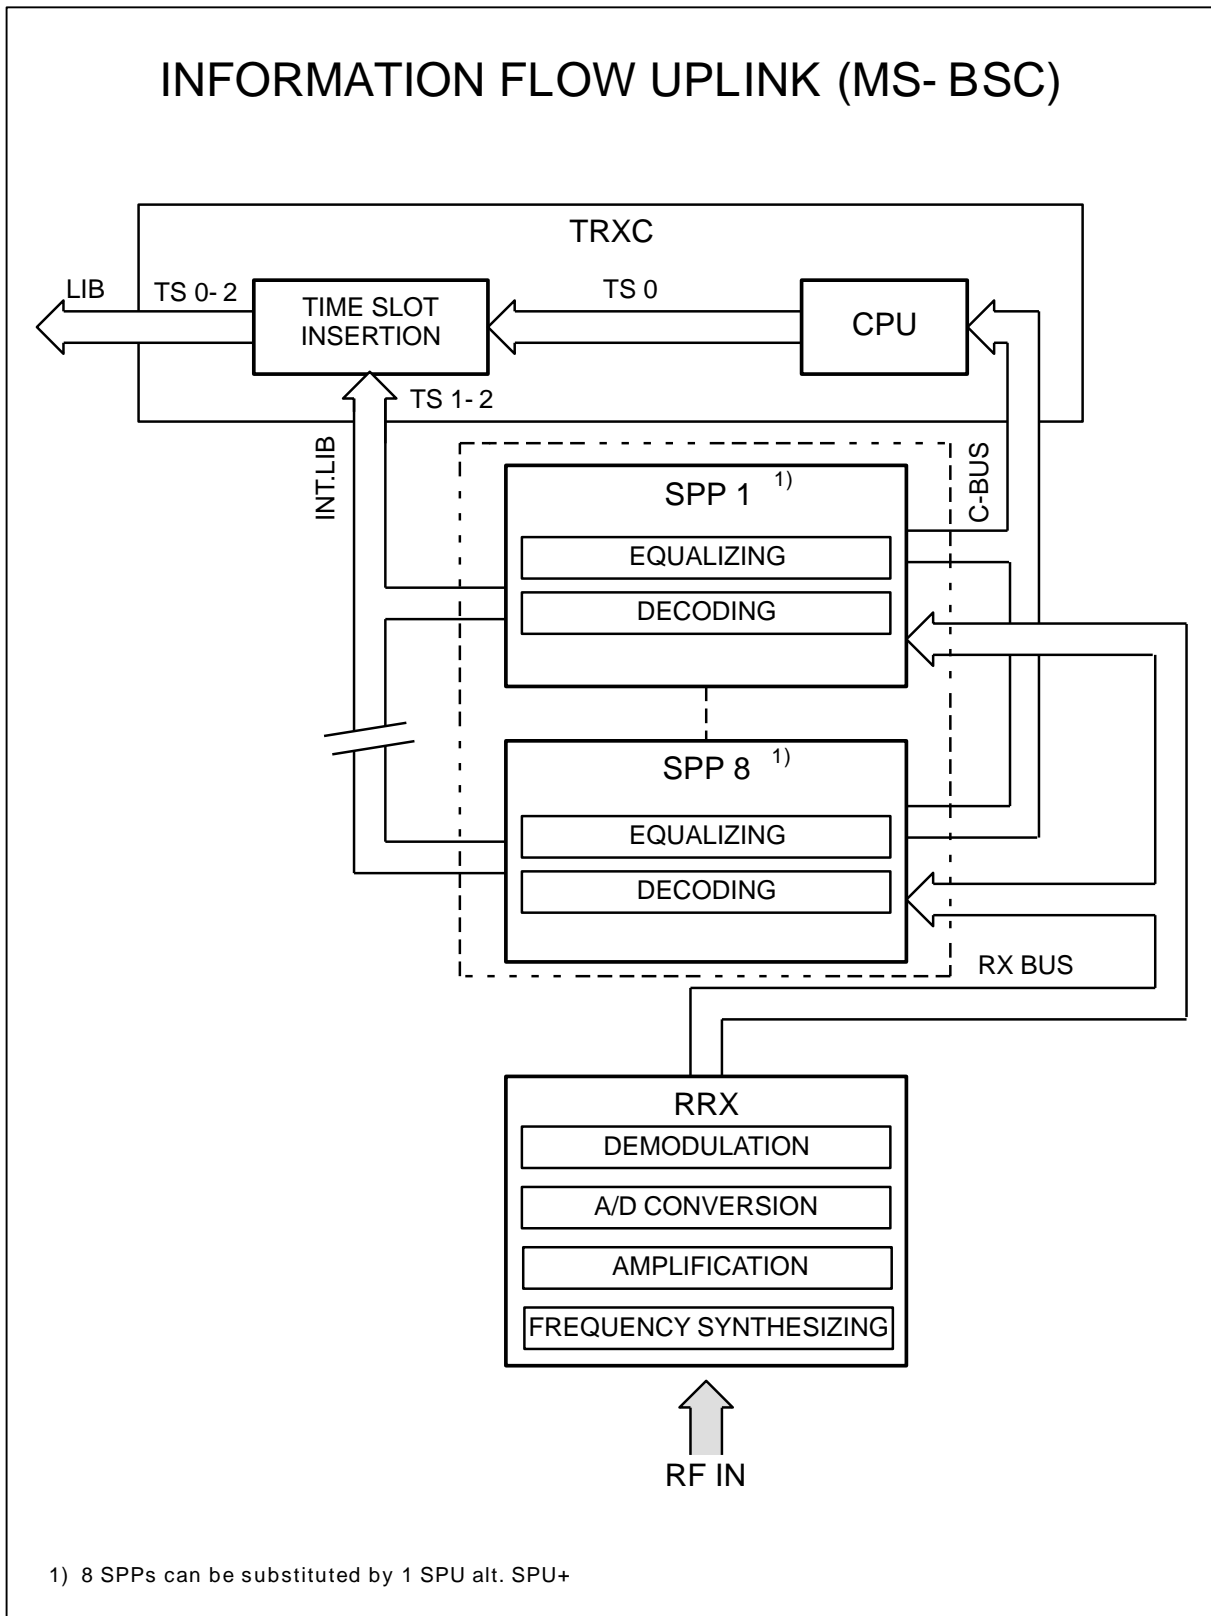 INFORMATION FLOW UPLINK (MS- BSC)
TRXC
LIB
TS 0- 2
TIME SLOT
INSERTION
TS 0
CPU
TS 1- 2
INT.LIB
C-BUS
SPP 1 1)
EQUALIZING
DECODING
SPP 8 1)
EQUALIZING
DECODING
RX BUS
RRX
DEMODULATION
A/D CONVERSION
AMPLIFICATION
FREQUENCY SYNTHESIZING
RF IN
1) 8 SPPs can be substituted by 1 SPU alt. SPU+